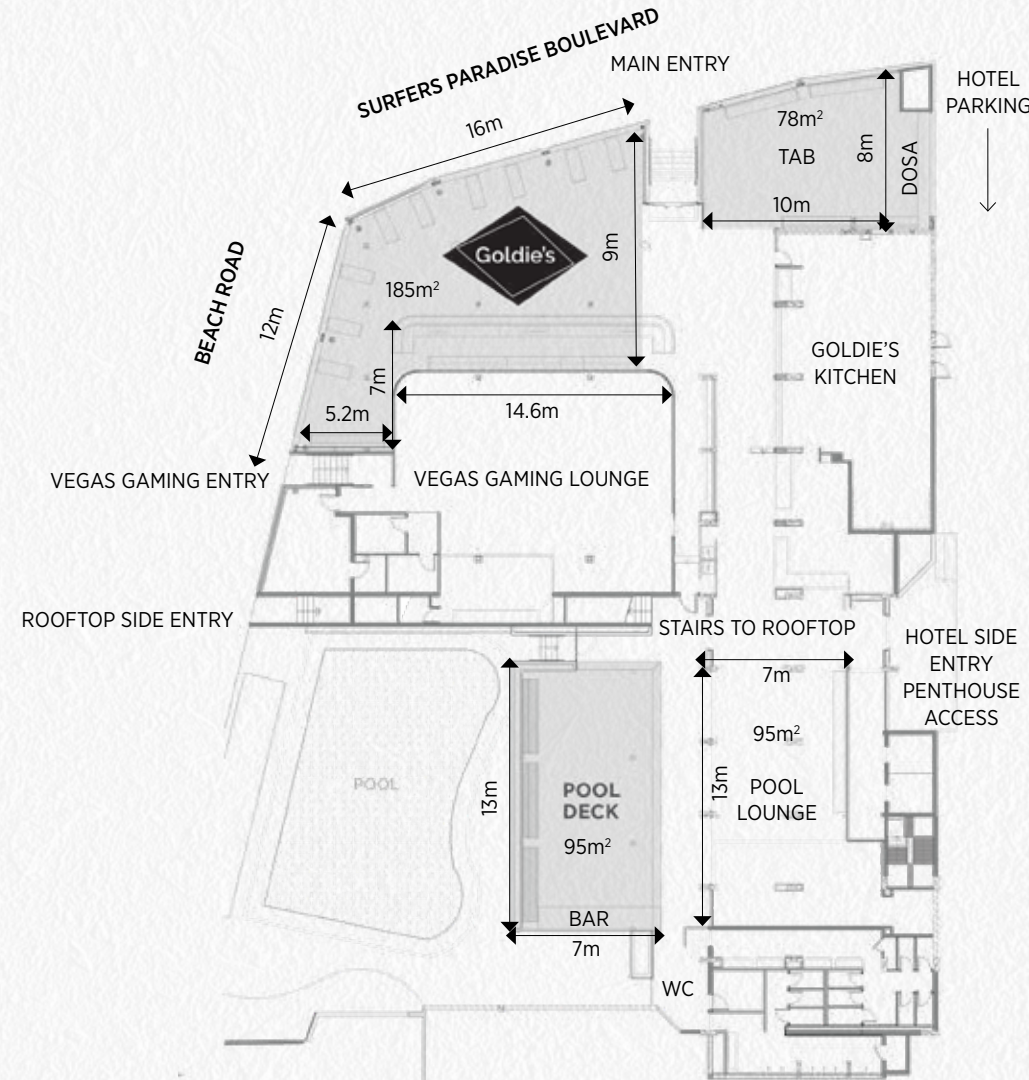 SURFERS PARADISE BOULEVARD
MAIN ENTRY
HOTEL
PARKING
16m
78m²
TAB
8m
DOSA
10m
Goldie's
9m
185m²
BEACH ROAD
12m
7m
GOLDIE'S
KITCHEN
5.2m
14.6m
VEGAS GAMING ENTRY
VEGAS GAMING LOUNGE
ROOFTOP SIDE ENTRY
STAIRS TO ROOFTOP
HOTEL SIDE
ENTRY
PENTHOUSE
ACCESS
7m
95m²
POOL
13m
POOL
DECK
95m²
13m
POOL
LOUNGE
BAR
7m
WC